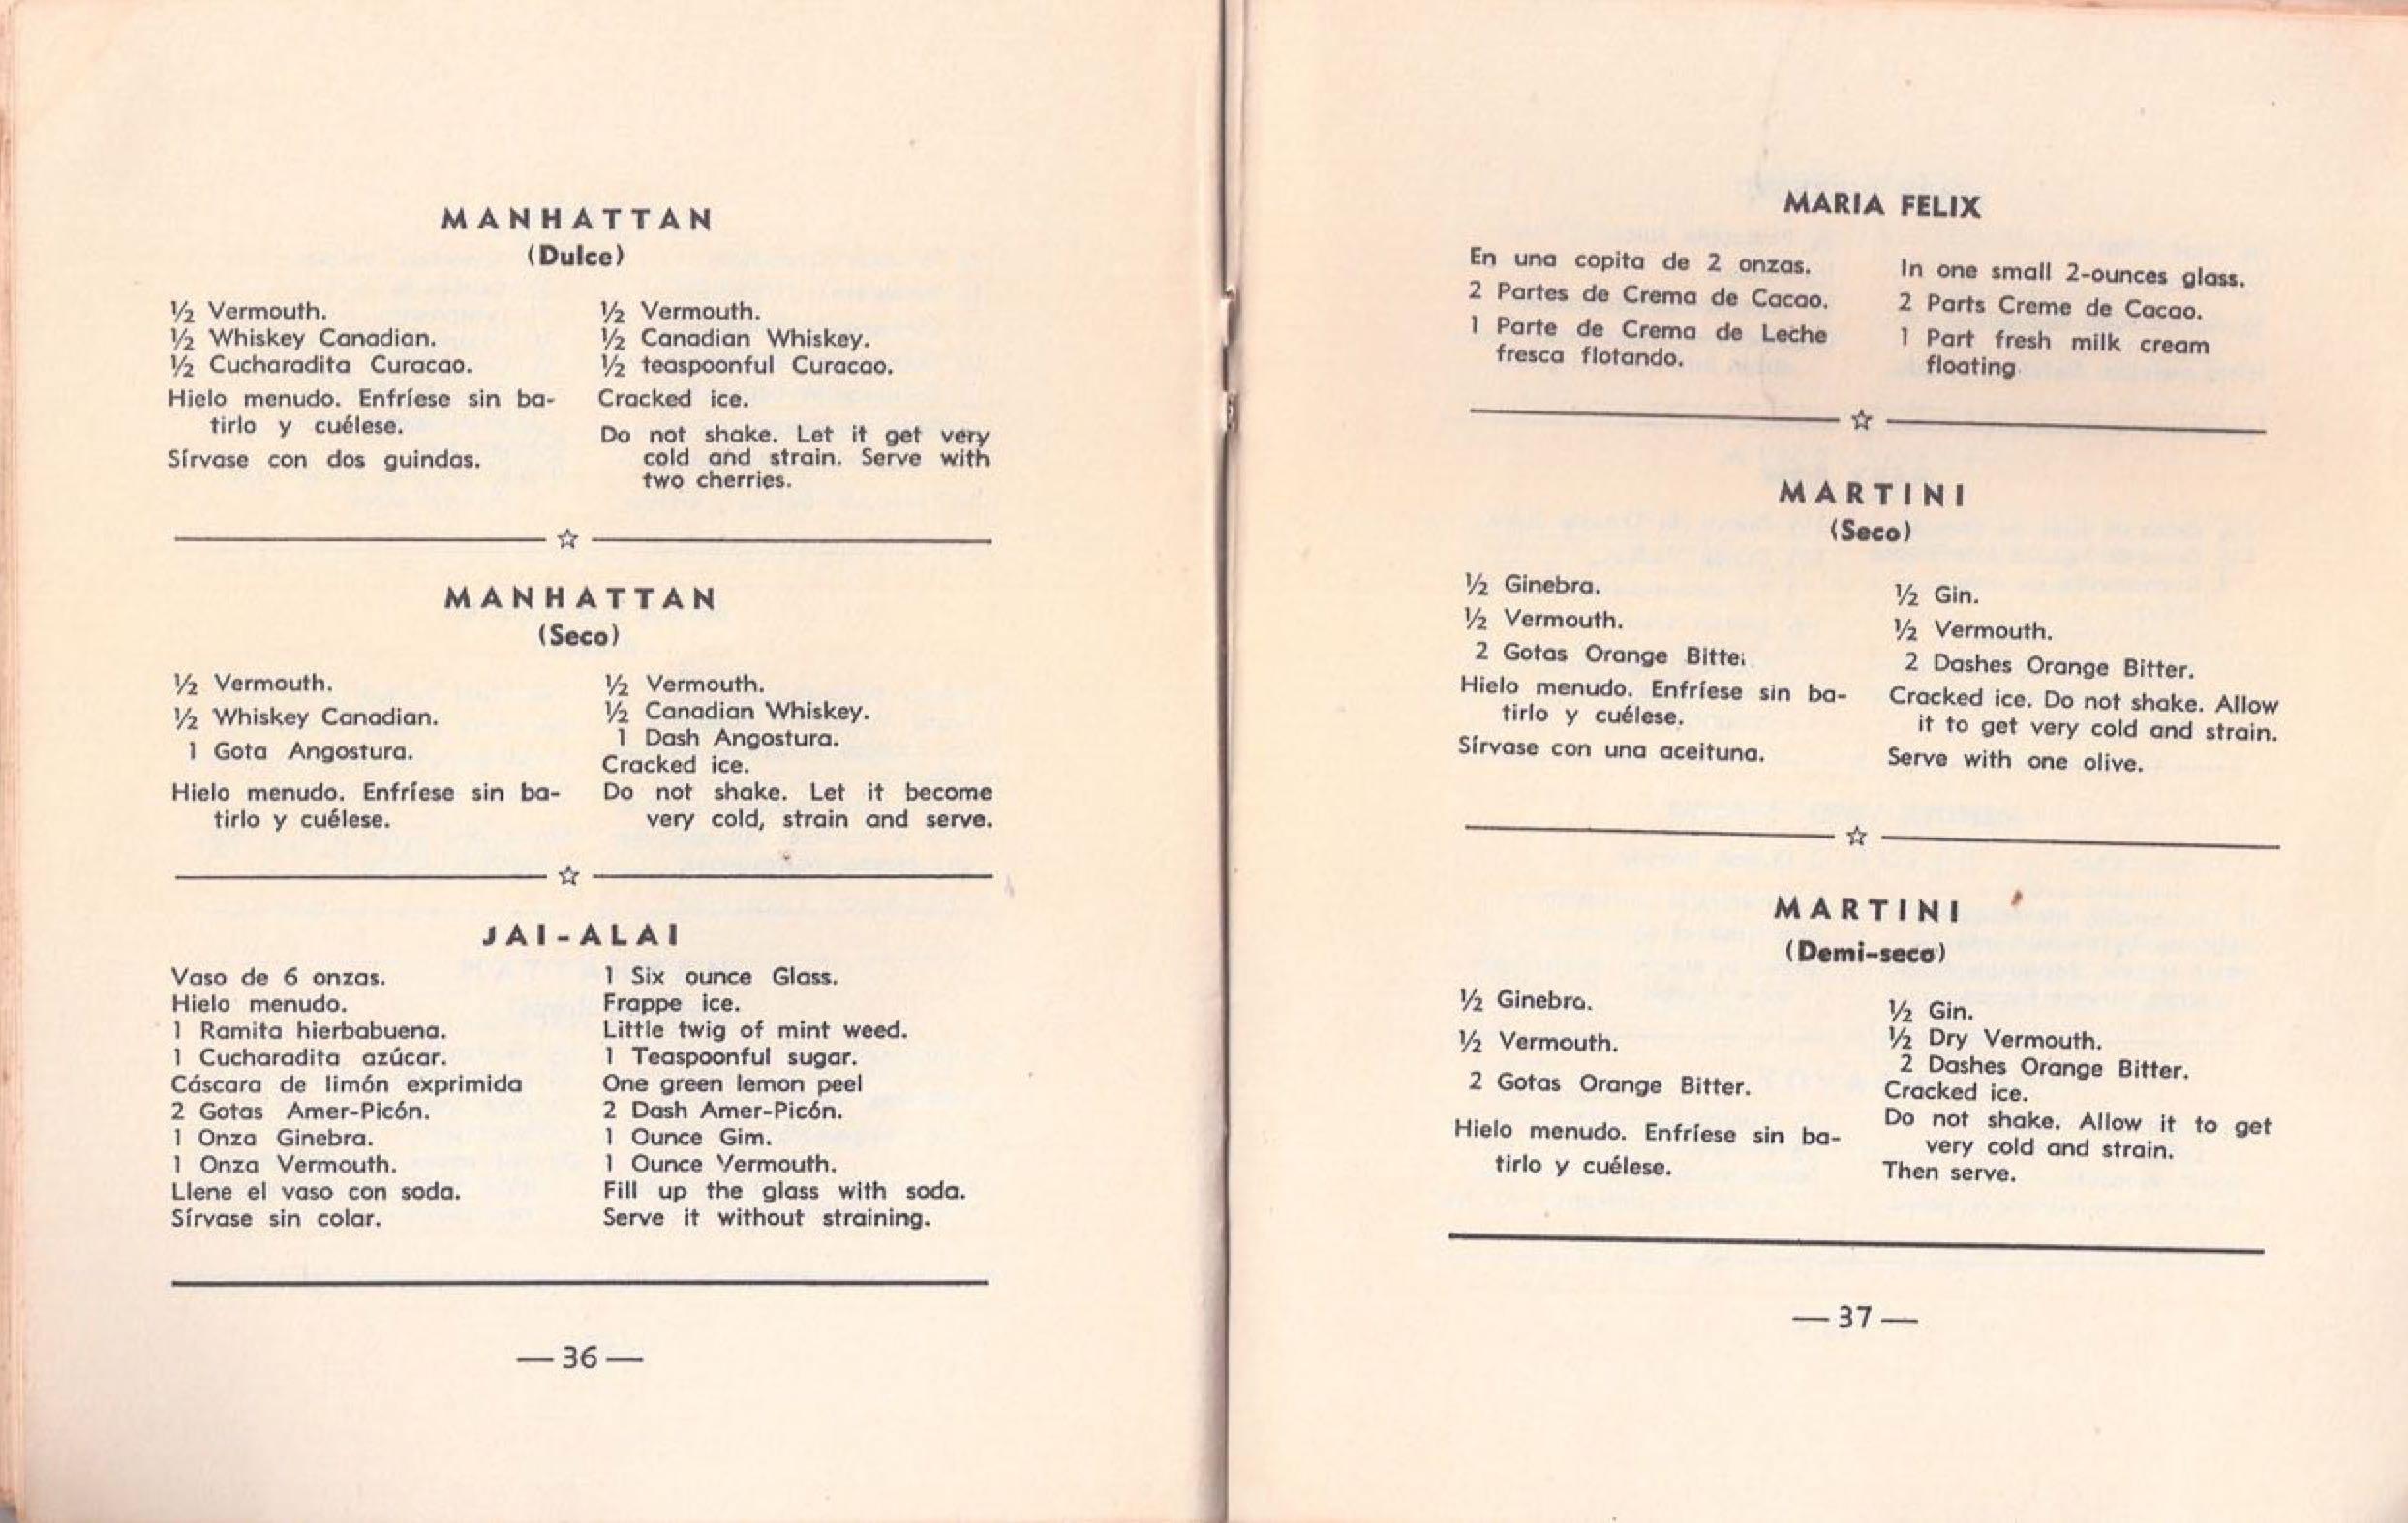 MANHATTAN
(Dulce)
½ Vermouth.
½ Whiskey Canadian.
½ Cucharadita Curacao.
Hielo menudo. Enfríese sin ba-
tirlo y cuélese.
Sírvase con dos guindas.
½ Vermouth.
½ Canadian Whiskey.
½ teaspoonful Curacao.
Cracked ice.
Do not shake. Let it get very
cold and strain. Serve with
two cherries.
MANHATTAN
(Seco)
½ Vermouth.
½ Whiskey Canadian.
1 Gota Angostura.
Hielo menudo. Enfríese sin ba-
tirlo y cuélese.
½ Vermouth.
½ Canadian Whiskey.
1 Dash Angostura.
Cracked ice.
Do not shake. Let it become
very cold, strain and serve.
JAI-ALAI
Vaso de 6 onzas.
Hielo menudo.
1 Ramita hierbabuena.
1 Cucharadita azúcar.
Cáscara de limón exprimida
2 Gotas Amer-Picón.
1 Onza Ginebra.
1 Onza Vermouth.
Llene el vaso con soda.
Sírvase sin colar.
1 Six ounce Glass.
Frappe ice.
Little twig of mint weed.
1 Teaspoonful sugar.
One green lemon peel
2 Dash Amer-Picón.
1 Ounce Gim.
1 Ounce Vermouth.
Fill up the glass with soda.
Serve it without straining.
— 36 —
MARIA FELIX
En una copita de 2 onzas.
2 Partes de Crema de Cacao.
1 Parte de Crema de Leche
fresca flotando.
In one small 2-ounces glass.
2 Parts Creme de Cacao.
1 Part fresh milk cream
floating
MARTINI
(Seco)
½ Ginebra.
½ Vermouth.
2 Gotas Orange Bitter
Hielo menudo. Enfríese sin ba-
tirlo y cuélese.
Sírvase con una aceituna.
½ Gin.
½ Vermouth.
2 Dashes Orange Bitter.
Cracked ice. Do not shake. Allow
it to get very cold and strain.
Serve with one olive.
MARTINI
(Demi-seco)
½ Ginebra.
½ Vermouth.
2 Gotas Orange Bitter.
Hielo menudo. Enfríese sin ba-
tirlo y cuélese.
½ Gin.
½ Dry Vermouth.
2 Dashes Orange Bitter.
Cracked ice.
Do not shake. Allow it to get
very cold and strain.
Then serve.
— 37 —